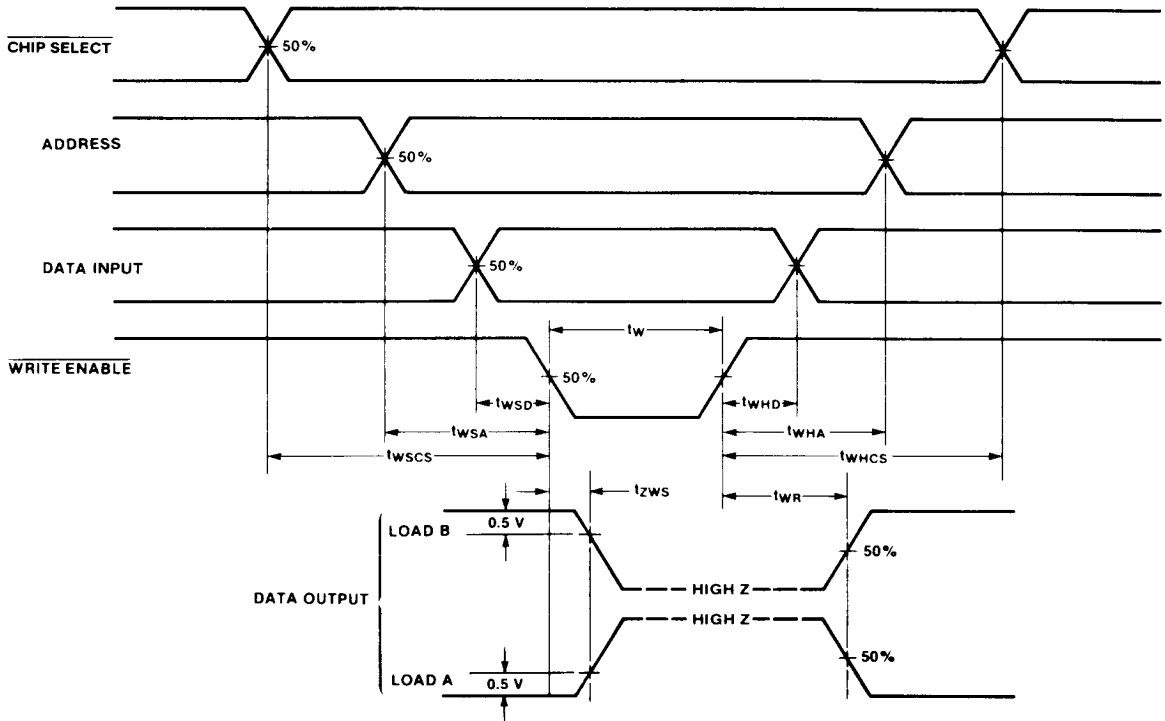 CHIP SELECT
50%
ADDRESS
50%
DATA INPUT
50%
tW
WRITE ENABLE
50%
tWSD
tWHD
tWSA
tWHA
tWSCS
tWHCS
tZWS
tWR
0.5 V
LOAD B
50%
HIGH Z
DATA OUTPUT
HIGH Z
50%
LOAD A
0.5 V